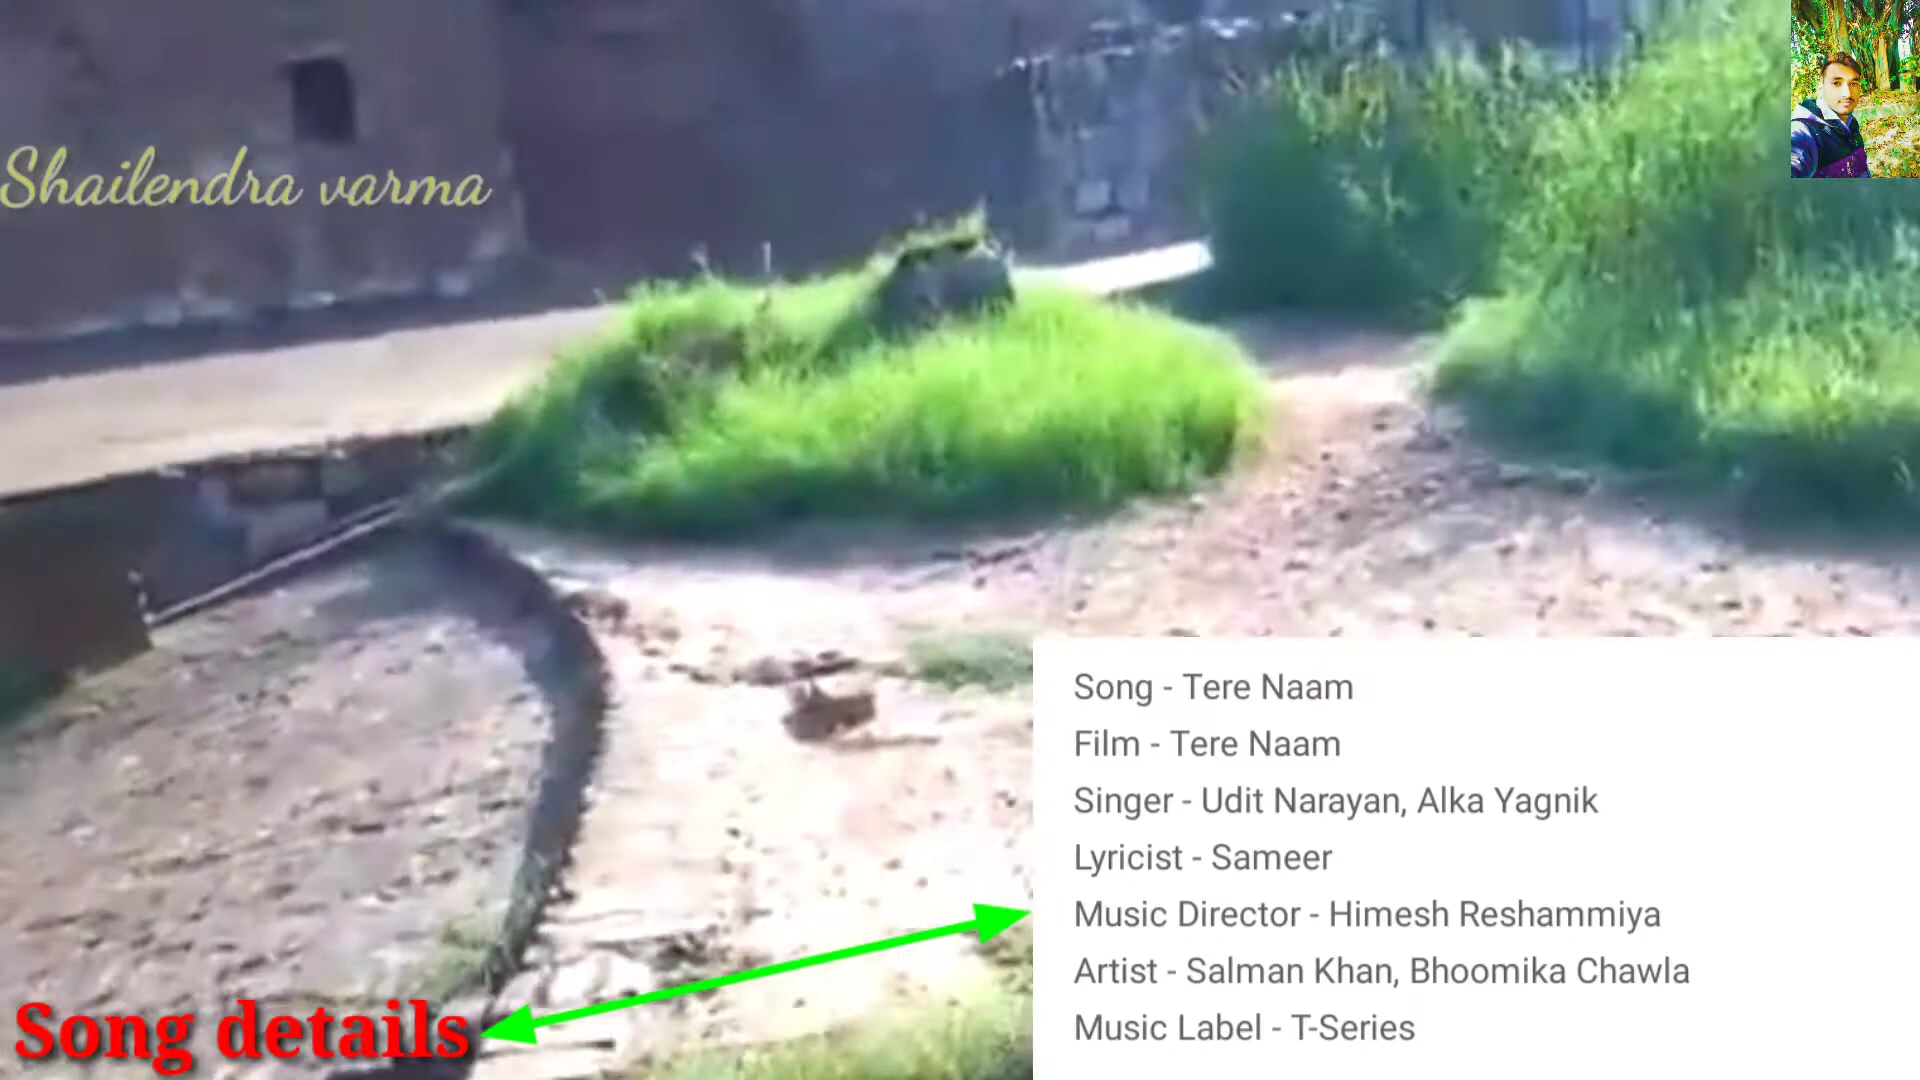 Shailendra varma
Song - Tere Naam
Film - Tere Naam
Singer - Udit Narayan, Alka Yagnik
Lyricist - Sameer
Music Director - Himesh Reshammiya
Artist - Salman Khan, Bhoomika Chawla
Music Label - T-Series
Song details